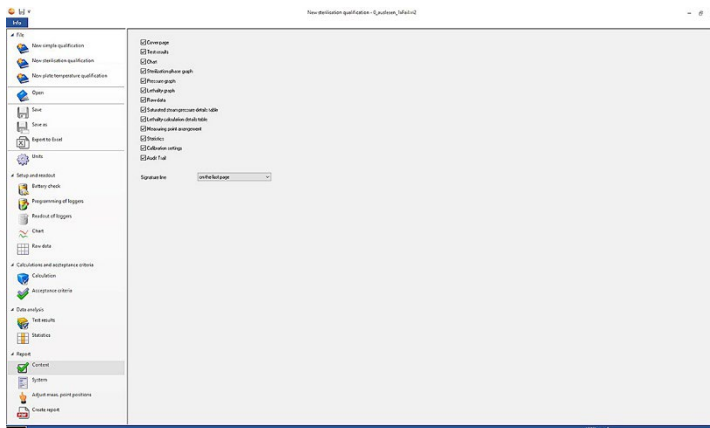 New sterilisation qualification - 0_auslesen_lafad.ni2
Info
File
New simple qualification
New sterilisation qualification
New plate temperature qualification
Open
Save
Save as
Export to Excel
Units
Setup and readout
Battery check
Programming of loggers
Readout of loggers
Chart
Raw data
Calculations and acceptance criteria
Calculation
Acceptance criteria
Data analysis
Test results
Statistics
Report
Content
System
Adjust meas. point positions
Create report
Cover page
Test results
Chart
Sterilization phase graph
Pressure graph
Lethality graph
Raw data
Saturated steam pressure details table
Lethality calculation details table
Measuring point arrangement
Statistics
Calibration settings
Audit Trail
Signature line
on the last page